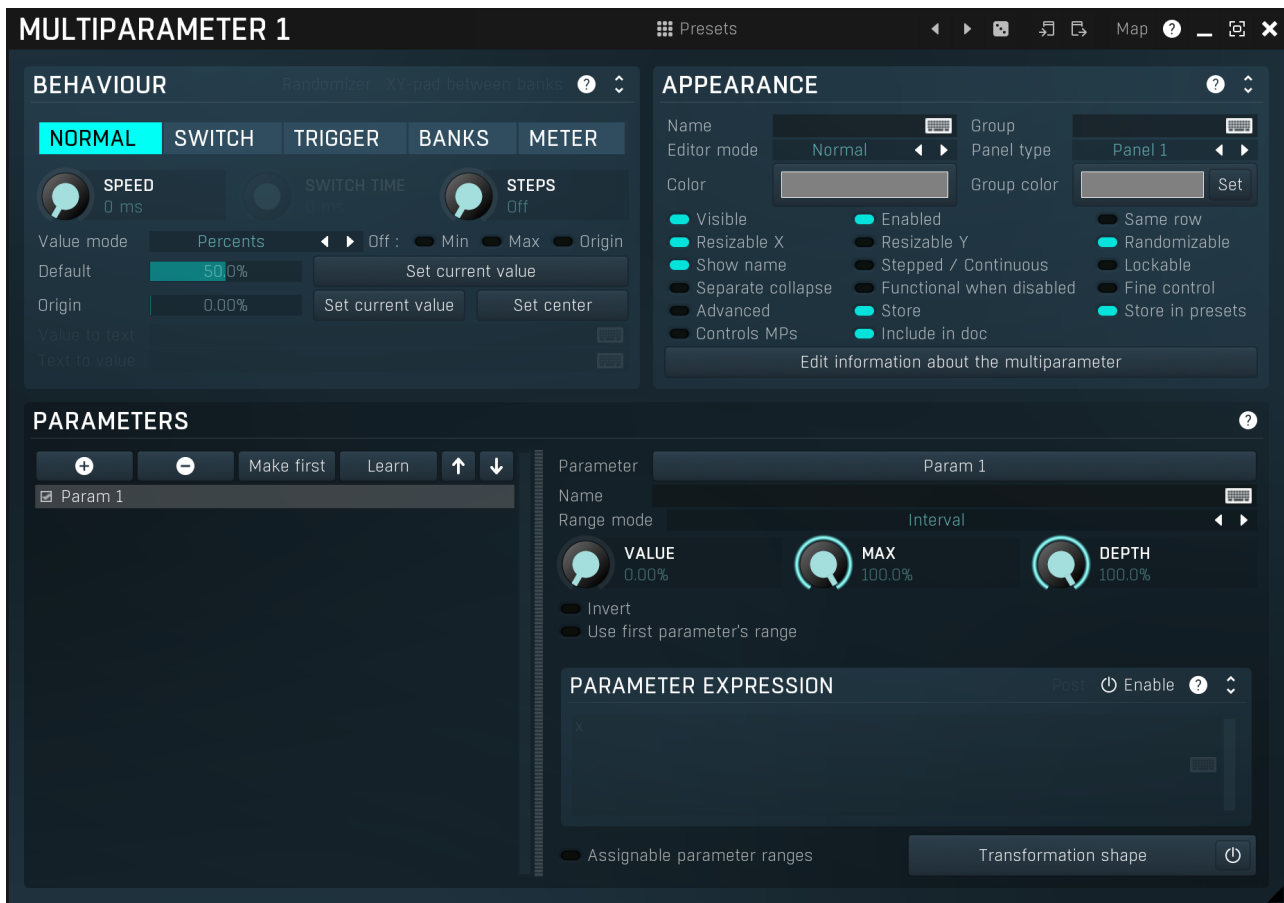 MULTIPARAMETER 1 Presets Map ?
BEHAVIOUR Randomizer XY-pad between banks ?
NORMAL SWITCH TRIGGER BANKS METER
SPEED SWITCH TIME STEPS
0 ms Off
Value mode Percents Off : Min Max Origin
Default 50.0% Set current value
Origin 0.00% Set current value Set center
Value to text
Text to value
APPEARANCE ?
Name Group
Editor mode Normal Panel type Panel 1
Color Group color Set
Visible Enabled Same row
Resizable X Resizable Y Randomizable
Show name Stepped / Continuous Lockable
Separate collapse Functional when disabled Fine control
Advanced Store Store in presets
Controls MPs Include in doc
Edit information about the multiparameter
PARAMETERS ?
Make first Learn
Param 1
Parameter Param 1
Name
Range mode Interval
VALUE MAX DEPTH
0.00% 100.0% 100.0%
Invert
Use first parameter's range
PARAMETER EXPRESSION Post Enable ?
x
Assignable parameter ranges Transformation shape